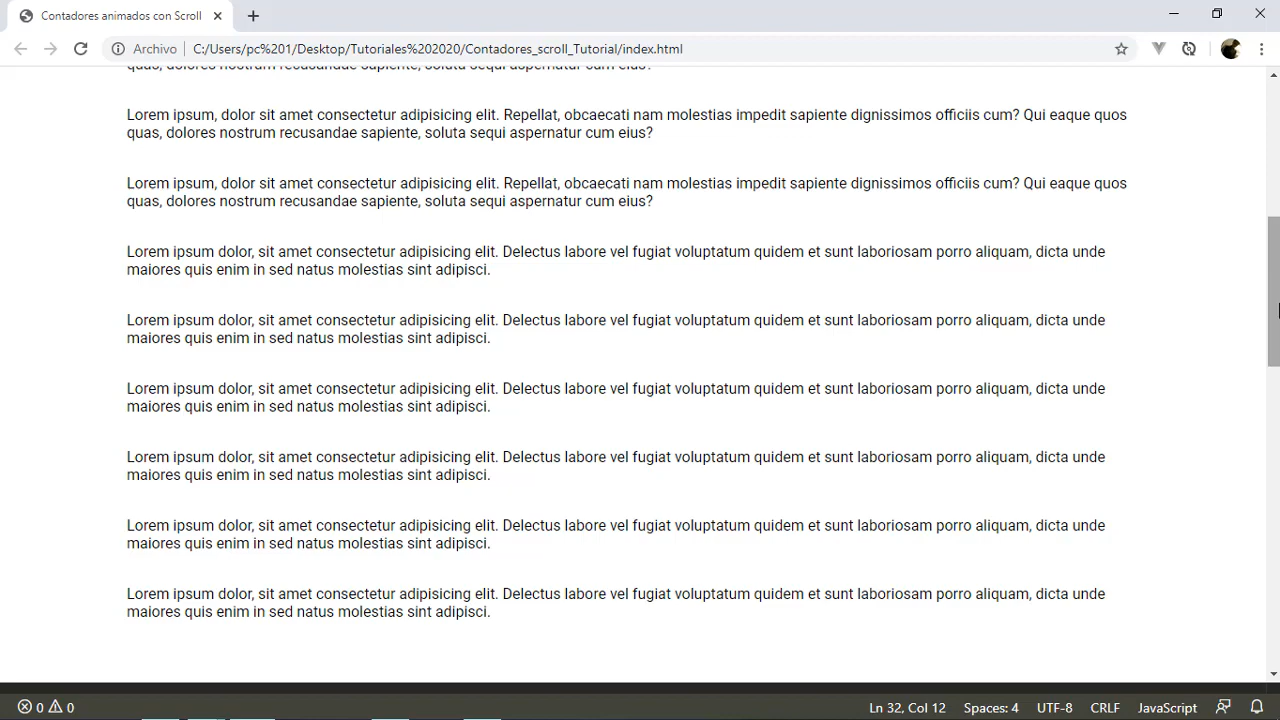 Contadores animados con Scroll
Archivo
C:/Users/pc%201/Desktop/Tutoriales%202020/Contadores_scroll_Tutorial/index.html
quas, dolores nostrum recusandae sapiente, soluta sequi aspernatur cum eius?
Lorem ipsum, dolor sit amet consectetur adipisicing elit. Repellat, obcaecati nam molestias impedit sapiente dignissimos officiis cum? Qui eaque quos
quas, dolores nostrum recusandae sapiente, soluta sequi aspernatur cum eius?
Lorem ipsum, dolor sit amet consectetur adipisicing elit. Repellat, obcaecati nam molestias impedit sapiente dignissimos officiis cum? Qui eaque quos
quas, dolores nostrum recusandae sapiente, soluta sequi aspernatur cum eius?
Lorem ipsum dolor, sit amet consectetur adipisicing elit. Delectus labore vel fugiat voluptatum quidem et sunt laboriosam porro aliquam, dicta unde
maiores quis enim in sed natus molestias sint adipisci.
Lorem ipsum dolor, sit amet consectetur adipisicing elit. Delectus labore vel fugiat voluptatum quidem et sunt laboriosam porro aliquam, dicta unde
maiores quis enim in sed natus molestias sint adipisci.
Lorem ipsum dolor, sit amet consectetur adipisicing elit. Delectus labore vel fugiat voluptatum quidem et sunt laboriosam porro aliquam, dicta unde
maiores quis enim in sed natus molestias sint adipisci.
Lorem ipsum dolor, sit amet consectetur adipisicing elit. Delectus labore vel fugiat voluptatum quidem et sunt laboriosam porro aliquam, dicta unde
maiores quis enim in sed natus molestias sint adipisci.
Lorem ipsum dolor, sit amet consectetur adipisicing elit. Delectus labore vel fugiat voluptatum quidem et sunt laboriosam porro aliquam, dicta unde
maiores quis enim in sed natus molestias sint adipisci.
Lorem ipsum dolor, sit amet consectetur adipisicing elit. Delectus labore vel fugiat voluptatum quidem et sunt laboriosam porro aliquam, dicta unde
maiores quis enim in sed natus molestias sint adipisci.
0 0 Ln 32, Col 12 Spaces: 4 UTF-8 CRLF JavaScript